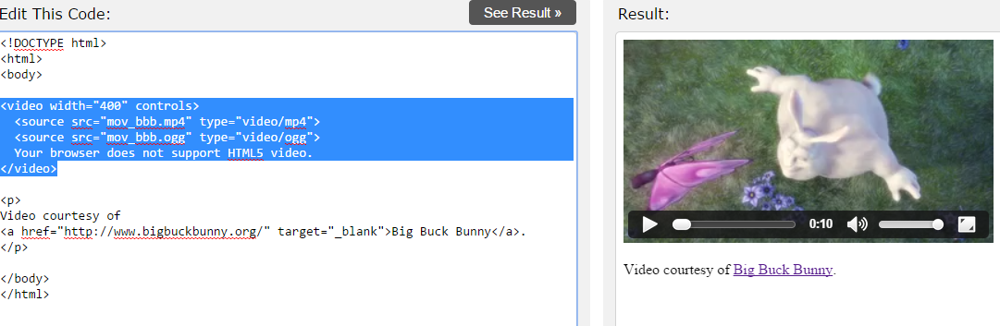 Edit This Code:
See Result »
Result:
<!DOCTYPE html>
<html>
<body>
<video width="400" controls>
<source src="mov_bbb.mp4" type="video/mp4">
<source src="mov_bbb.ogg" type="video/ogg">
Your browser does not support HTML5 video.
</video>
<p>
Video courtesy of
<a href="http://www.bigbuckbunny.org/" target="_blank">Big Buck Bunny</a>.
</p>
</body>
</html>
0:10
Video courtesy of Big Buck Bunny.